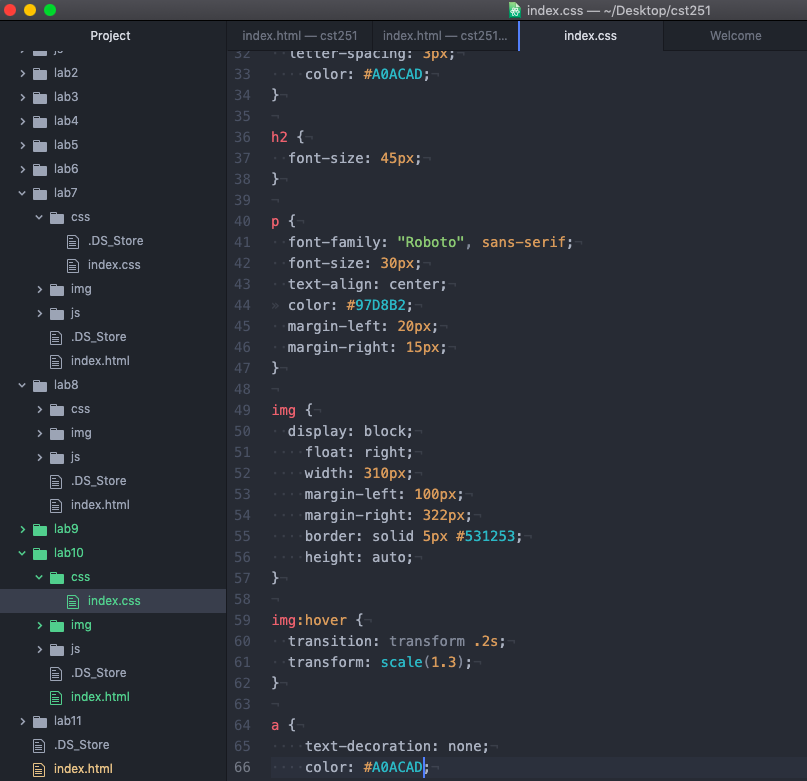 index.css — ~/Desktop/cst251
Project
index.html — cst251
index.html — cst251...
index.css
Welcome
js
lab2
lab3
lab4
lab5
lab6
lab7
css
.DS_Store
index.css
img
js
.DS_Store
index.html
lab8
css
img
js
.DS_Store
index.html
lab9
lab10
css
index.css
img
js
.DS_Store
index.html
lab11
.DS_Store
index.html
32 letter-spacing: 3px;
33 color: #A0ACAD;
34 }
35
36 h2 {
37 font-size: 45px;
38 }
39
40 p {
41 font-family: "Roboto", sans-serif;
42 font-size: 30px;
43 text-align: center;
44 color: #97D8B2;
45 margin-left: 20px;
46 margin-right: 15px;
47 }
48
49 img {
50 display: block;
51 float: right;
52 width: 310px;
53 margin-left: 100px;
54 margin-right: 322px;
55 border: solid 5px #531253;
56 height: auto;
57 }
58
59 img:hover {
60 transition: transform .2s;
61 transform: scale(1.3);
62 }
63
64 a {
65 text-decoration: none;
66 color: #A0ACAD;